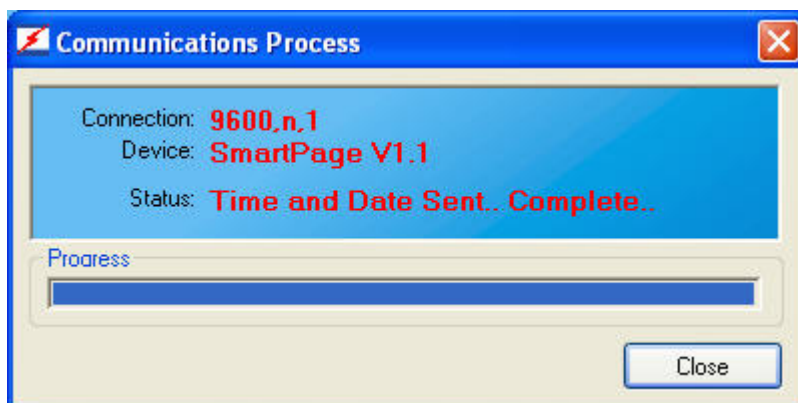 Communications Process
Connection: 9600,n,1
Device: SmartPage V1.1
Status: Time and Date Sent.. Complete..
Progress
Close